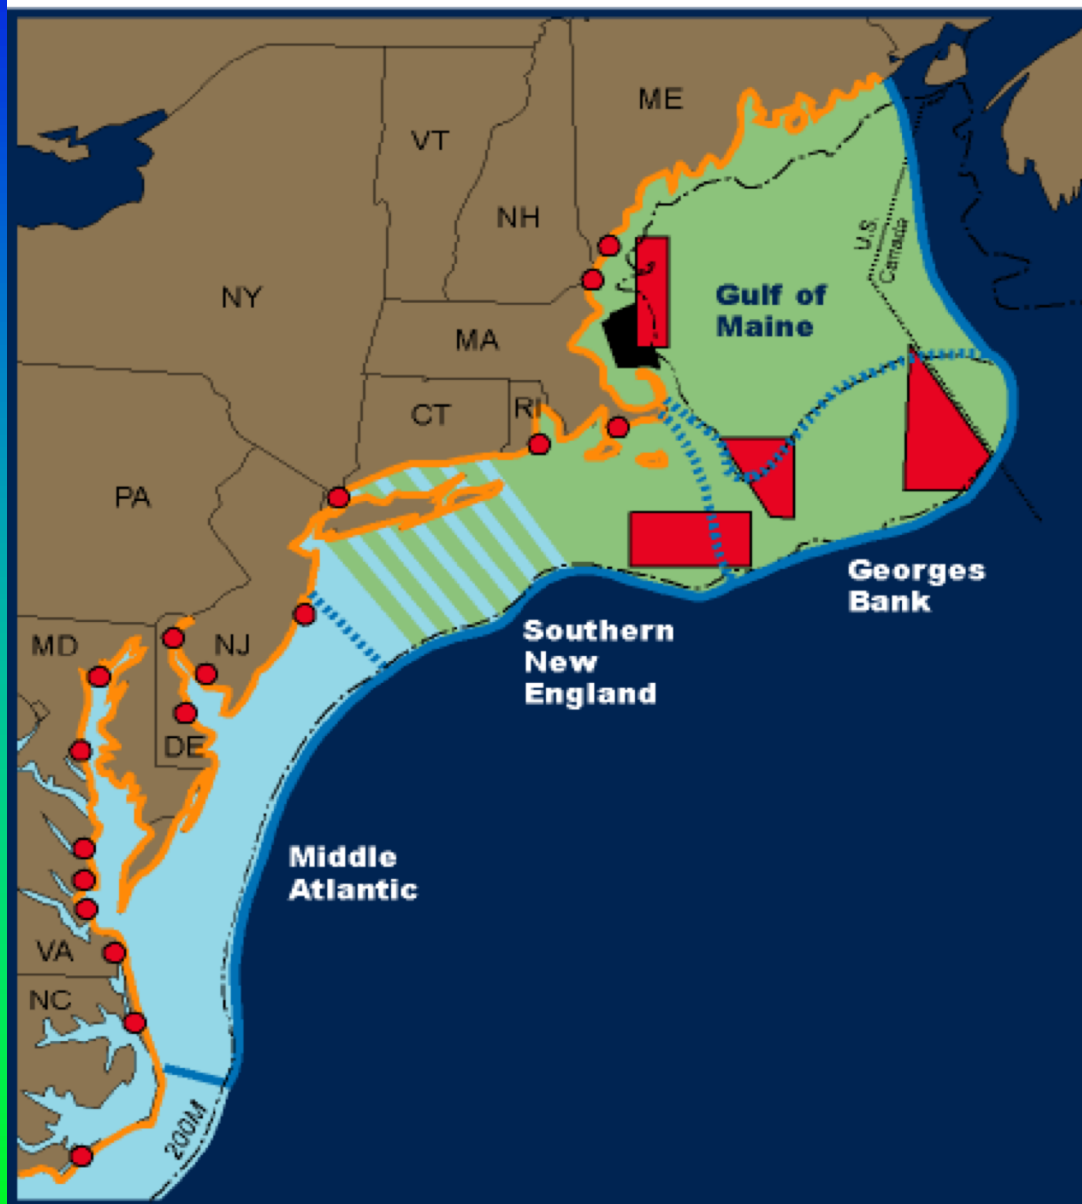 ME
VT
NH
U.S.
Canada
NY
Gulf of
Maine
MA
CT
RI
PA
Georges
Bank
Southern
New
England
MD
NJ
DE
Middle
Atlantic
VA
NC
200M